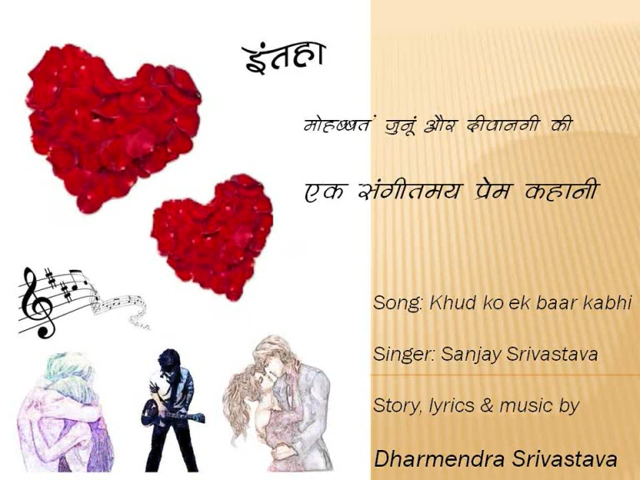 इंतहा
मोहब्बत जुनूं और दीवानगी की
एक संगीतमय प्रेम कहानी
Song: Khud ko ek baar kabhi
Singer: Sanjay Srivastava
Story, lyrics & music by
Dharmendra Srivastava